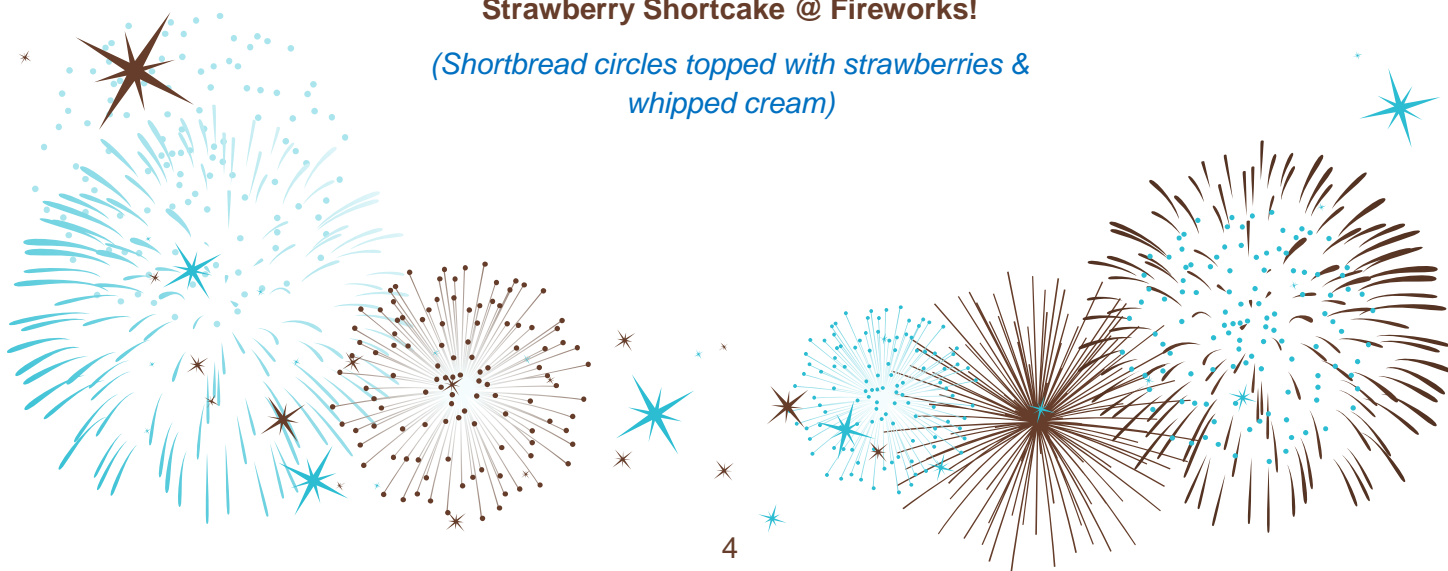 Strawberry Shortcake @ Fireworks!
(Shortbread circles topped with strawberries &
whipped cream)
4